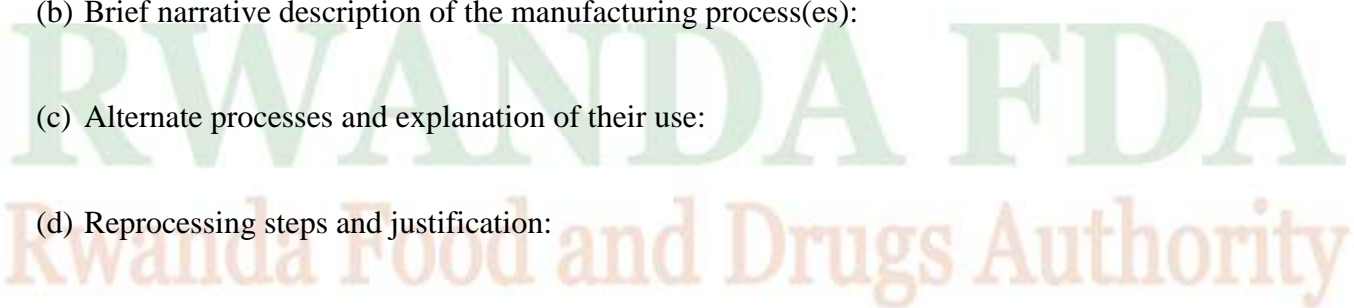 (b) Brief narrative description of the manufacturing process(es):
RWANDA FDA
(c) Alternate processes and explanation of their use:
(d) Reprocessing steps and justification:
Rwanda Food and Drugs Authority